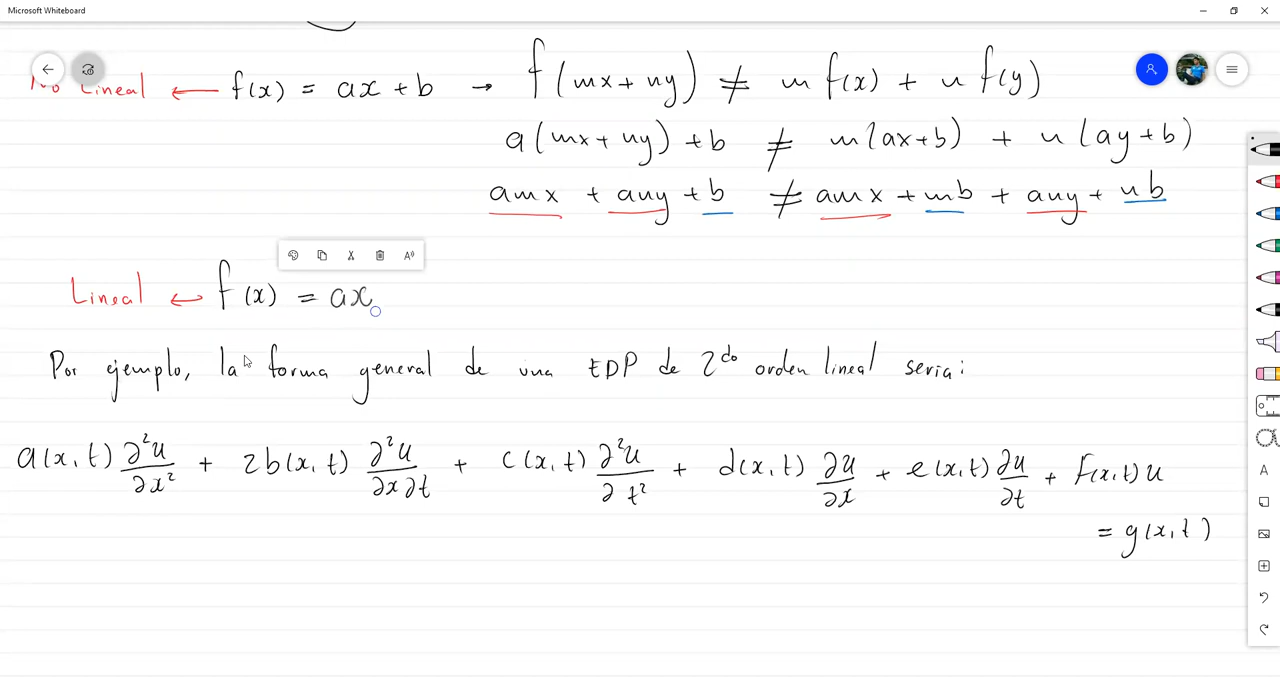 Microsoft Whiteboard
No Lineal ← f(x) = ax + b → f(mx + ny) ≠ m f(x) + n f(y)
a(mx + ny) + b ≠ m(ax+b) + n(ay+b)
amx + any + b ≠ amx + mb + any + nb
Lineal ← f(x) = ax
Por ejemplo, la forma general de una EDP de 2do orden lineal seria:
a(x,t) ∂²u/∂x² + 2b(x,t) ∂²u/∂x∂t + c(x,t) ∂²u/∂t² + d(x,t) ∂u/∂x + e(x,t) ∂u/∂t + f(x,t)u
= g(x,t)